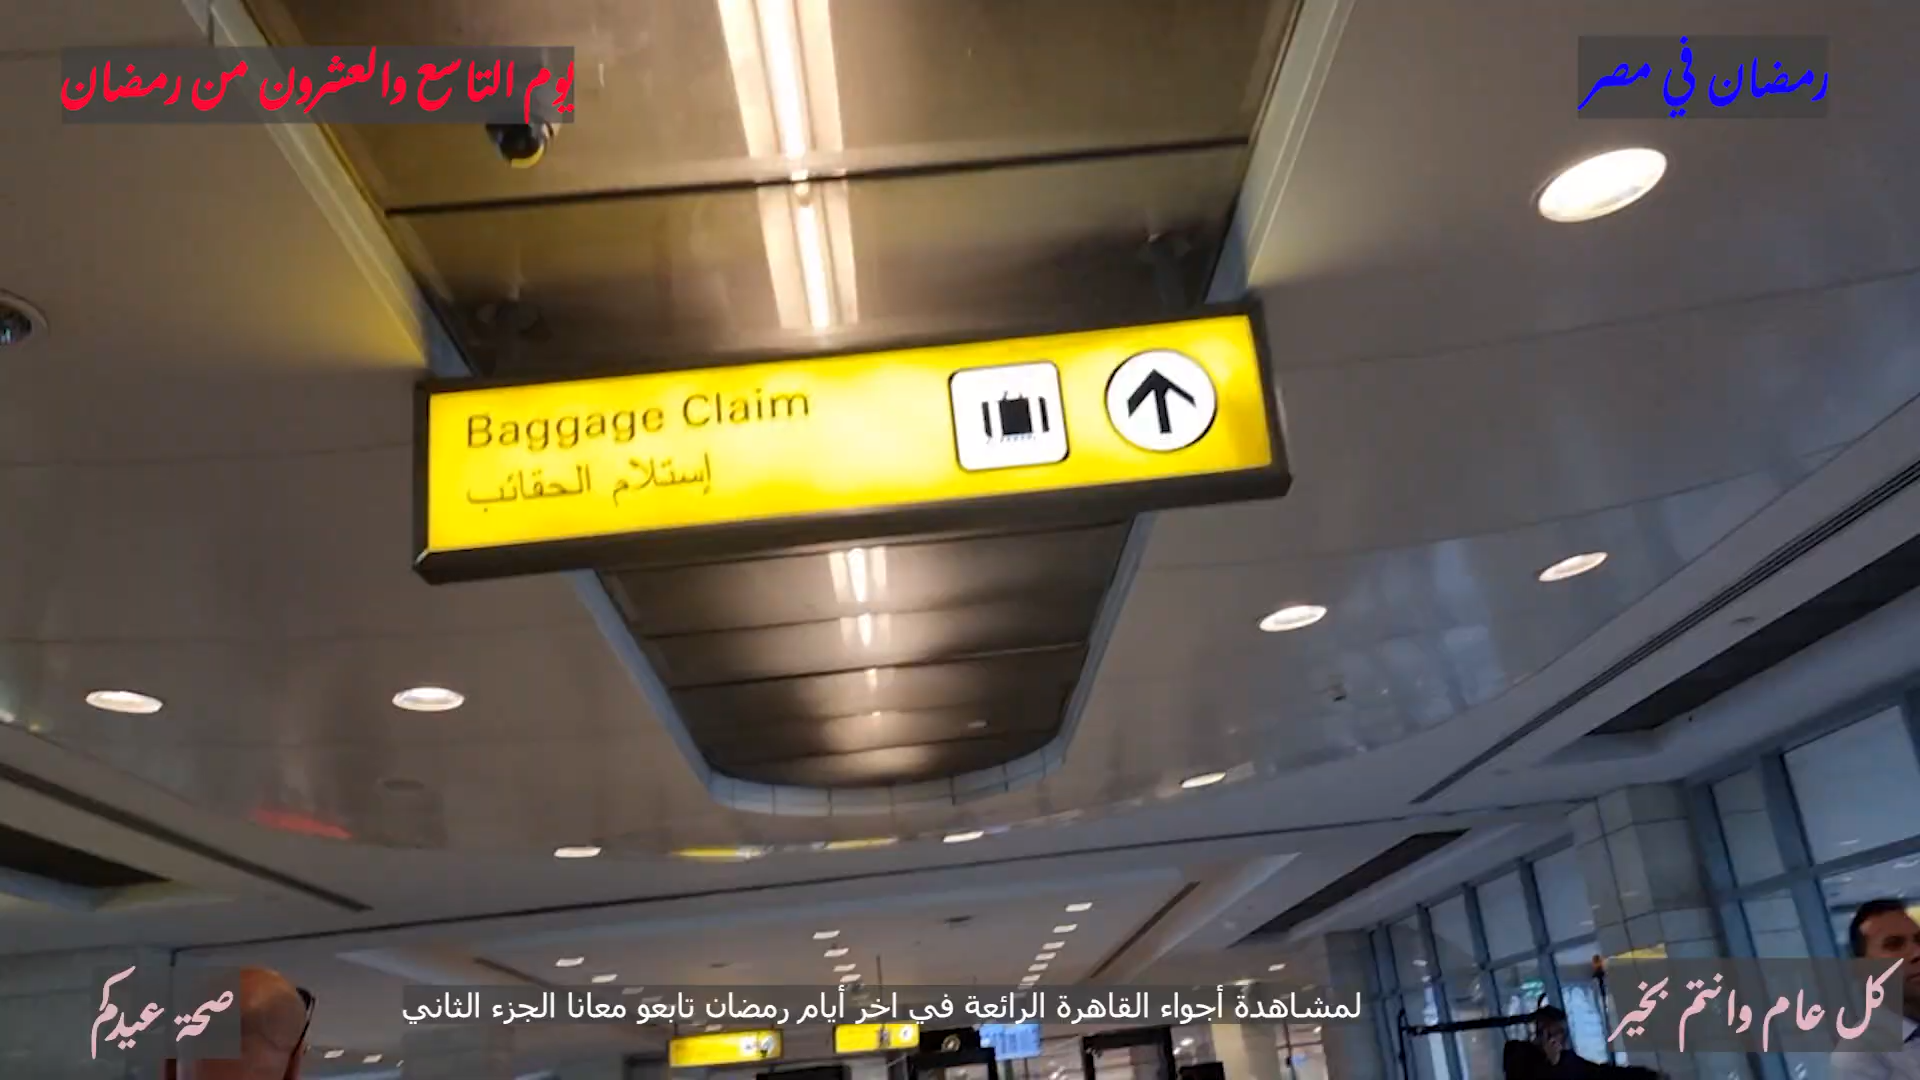 يوم التاسع والعشرون من رمضان
رمضان في مصر
Baggage Claim
إستلام الحقائب
صحة عيدكم
لمشاهدة أجواء القاهرة الرائعة في اخر أيام رمضان تابعو معانا الجزء الثاني
كل عام وانتم بخير